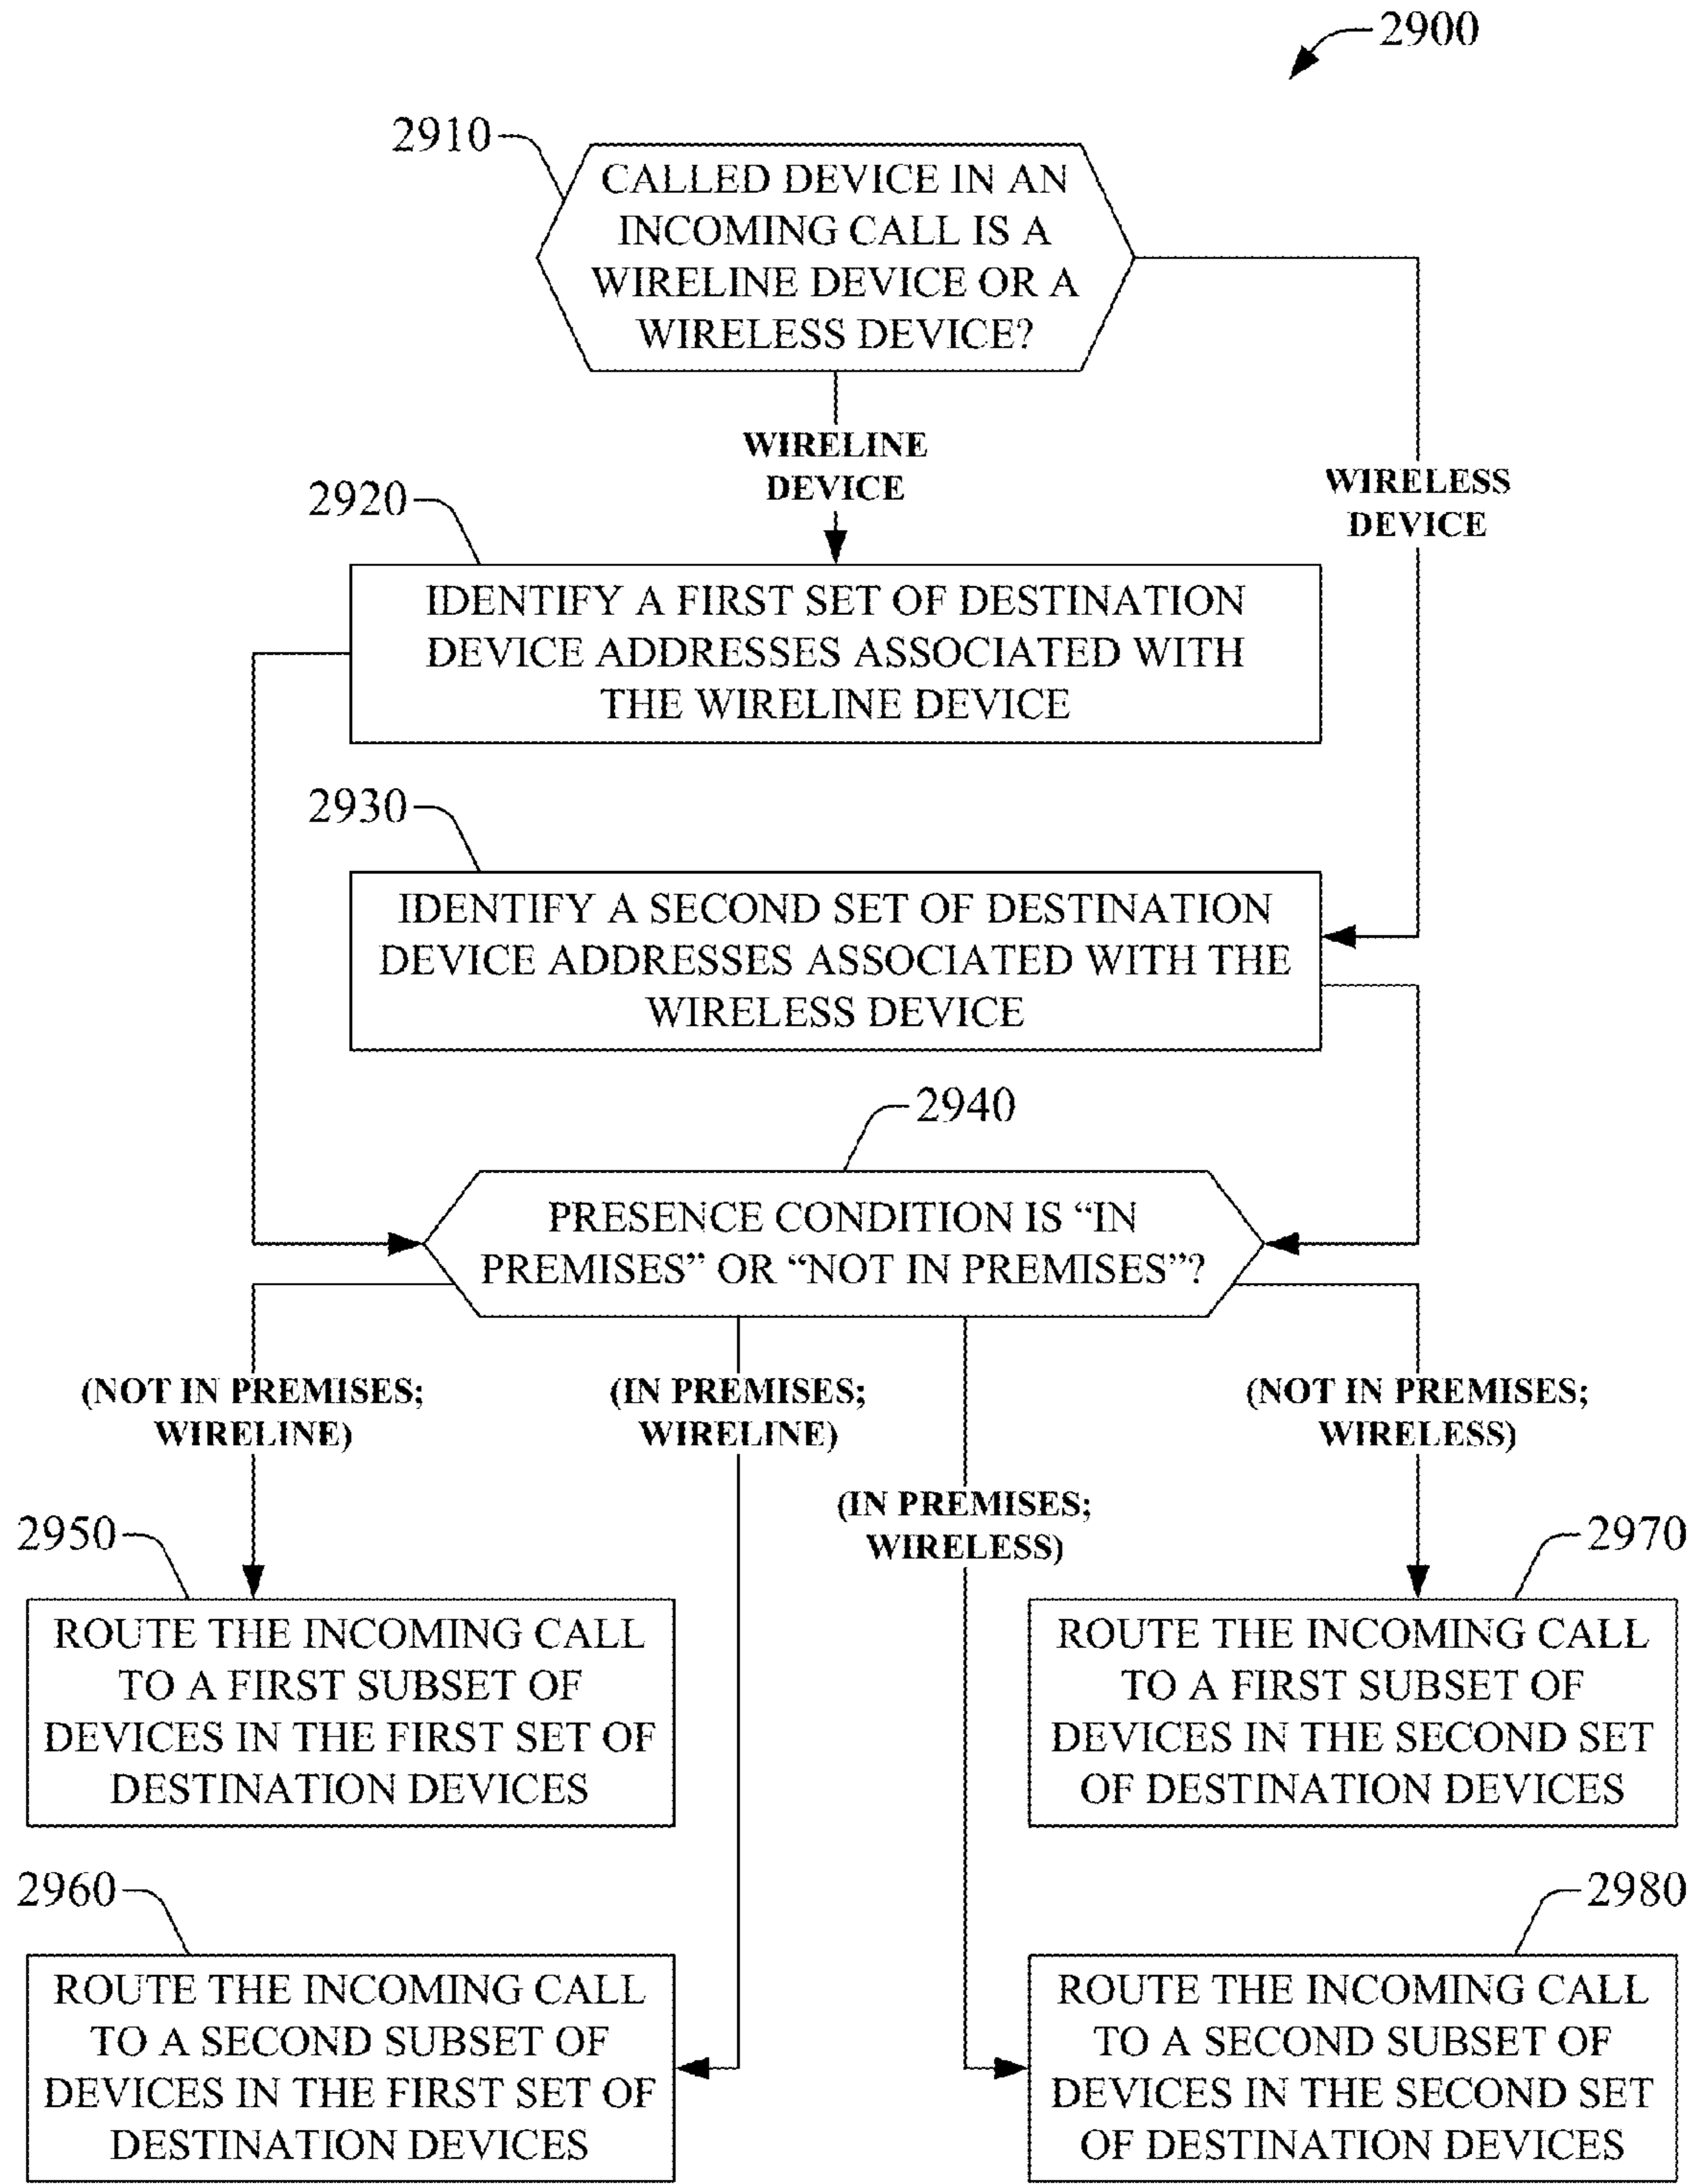 2900
2910
CALLED DEVICE IN AN
INCOMING CALL IS A
WIRELINE DEVICE OR A
WIRELESS DEVICE?
WIRELINE
DEVICE
WIRELESS
DEVICE
2920
IDENTIFY A FIRST SET OF DESTINATION
DEVICE ADDRESSES ASSOCIATED WITH
THE WIRELINE DEVICE
2930
IDENTIFY A SECOND SET OF DESTINATION
DEVICE ADDRESSES ASSOCIATED WITH THE
WIRELESS DEVICE
2940
PRESENCE CONDITION IS “IN
PREMISES” OR “NOT IN PREMISES”?
(NOT IN PREMISES;
WIRELINE)
(IN PREMISES;
WIRELINE)
(IN PREMISES;
WIRELESS)
(NOT IN PREMISES;
WIRELESS)
2950
ROUTE THE INCOMING CALL
TO A FIRST SUBSET OF
DEVICES IN THE FIRST SET OF
DESTINATION DEVICES
2970
ROUTE THE INCOMING CALL
TO A FIRST SUBSET OF
DEVICES IN THE SECOND SET
OF DESTINATION DEVICES
2960
ROUTE THE INCOMING CALL
TO A SECOND SUBSET OF
DEVICES IN THE FIRST SET OF
DESTINATION DEVICES
2980
ROUTE THE INCOMING CALL
TO A SECOND SUBSET OF
DEVICES IN THE SECOND SET
OF DESTINATION DEVICES